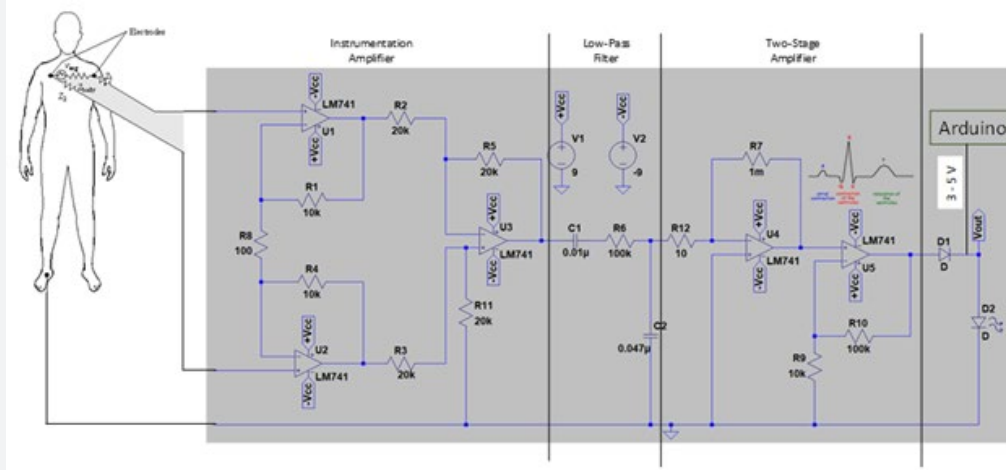 Electrodes
Instrumentation
Amplifier
Low-Pass
Filter
Two-Stage
Amplifier
-Vcc
LM741
U1
+Vcc
R2
20k
R5
20k
R1
10k
R8
100
R4
10k
+Vcc
U2
LM741
-Vcc
R3
20k
+Vcc
U3
LM741
-Vcc
R11
20k
+Vcc
V1
9
-Vcc
V2
-9
C1
0.01µ
R6
100k
C2
0.047µ
R12
10
R7
1m
+Vcc
U4
LM741
-Vcc
-Vcc
LM741
U5
+Vcc
R10
100k
R9
10k
Arduino
3 - 5 V
Vout
D1
D
D2
D